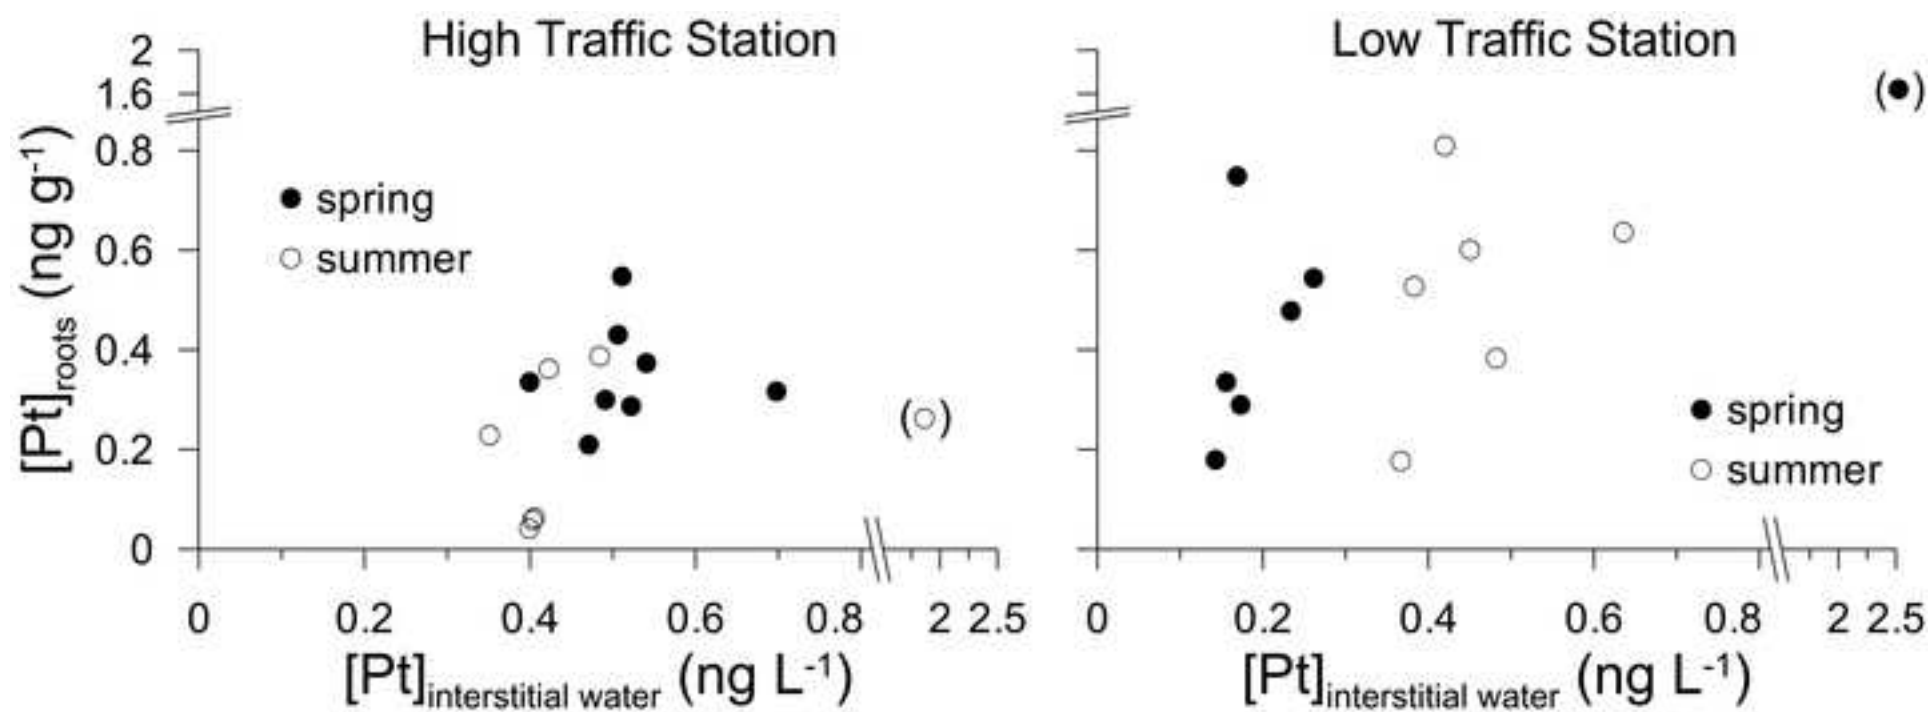 High Traffic Station
[Pt]roots (ng g-1)
2
1.6
0.8
0.6
0.4
0.2
0
spring
summer
( )
0 0.2 0.4 0.6 0.8 2 2.5
[Pt]interstitial water (ng L-1)
Low Traffic Station
( )
spring
summer
0 0.2 0.4 0.6 0.8 2 2.5
[Pt]interstitial water (ng L-1)